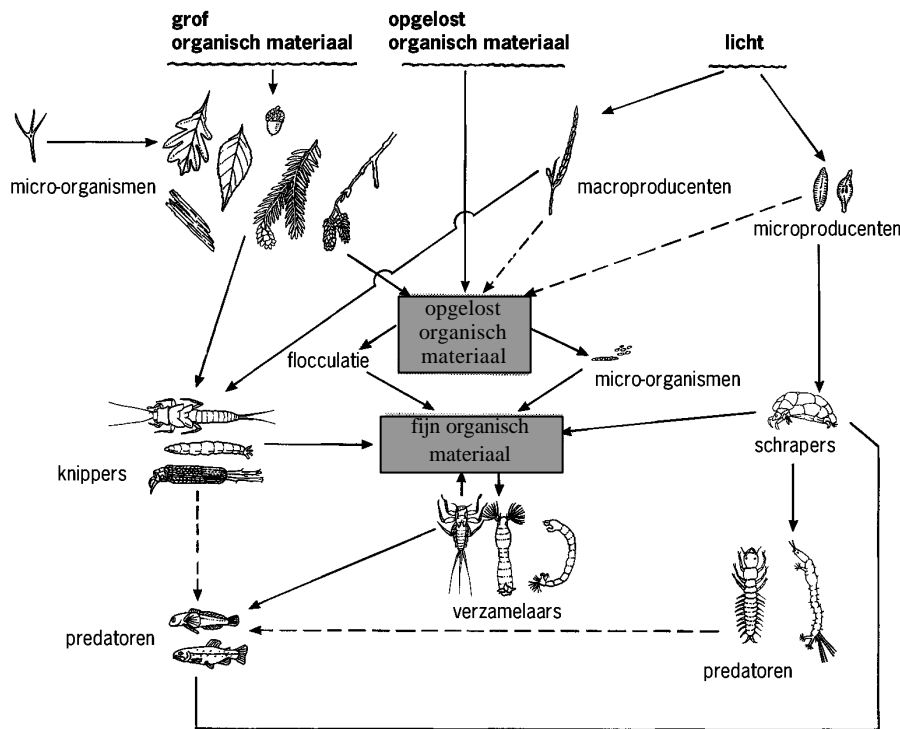 grof
organisch materiaal
opgelost
organisch materiaal
licht
micro-organismen
macroproducenten
microproducenten
opgelost
organisch
materiaal
flocculatie
micro-organismen
fijn organisch
materiaal
schrapers
knippers
verzamelaars
predatoren
predatoren